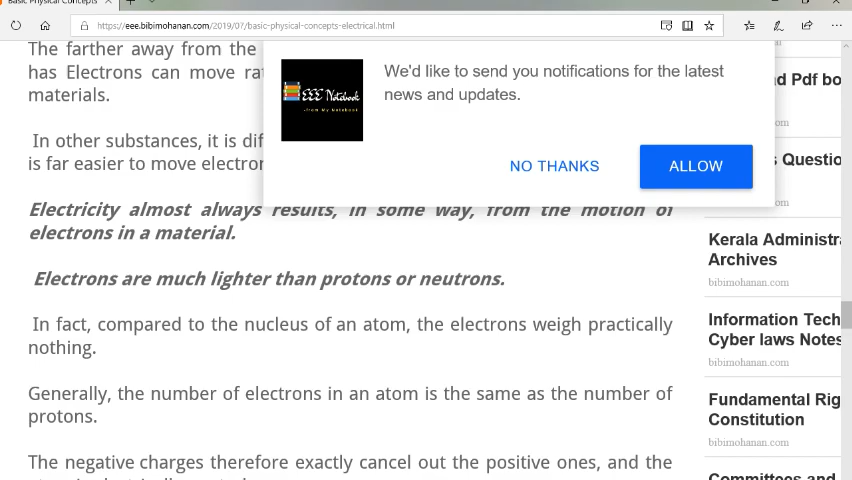 Basic Physical Concepts
https://eee.bibimohanan.com/2019/07/basic-physical-concepts-electrical.html
The farther away from the
has Electrons can move
materials.
In other substances, it is
is far easier to move
Electricity almost always results, in some way, from the motion of
electrons in a material.
Electrons are much lighter than protons or neutrons.
In fact, compared to the nucleus of an atom, the electrons weigh practically
nothing.
Generally, the number of electrons in an atom is the same as the number of
protons.
The negative charges therefore exactly cancel out the positive ones, and the
EEE Notebook
-from My Notebook
We'd like to send you notifications for the latest
news and updates.
NO THANKS
ALLOW
d Pdf bo
om
s Questio
om
Kerala Administra
Archives
bibimohanan.com
Information Tech
Cyber laws Notes
bibimohanan.com
Fundamental Rig
Constitution
bibimohanan.com
Committees and